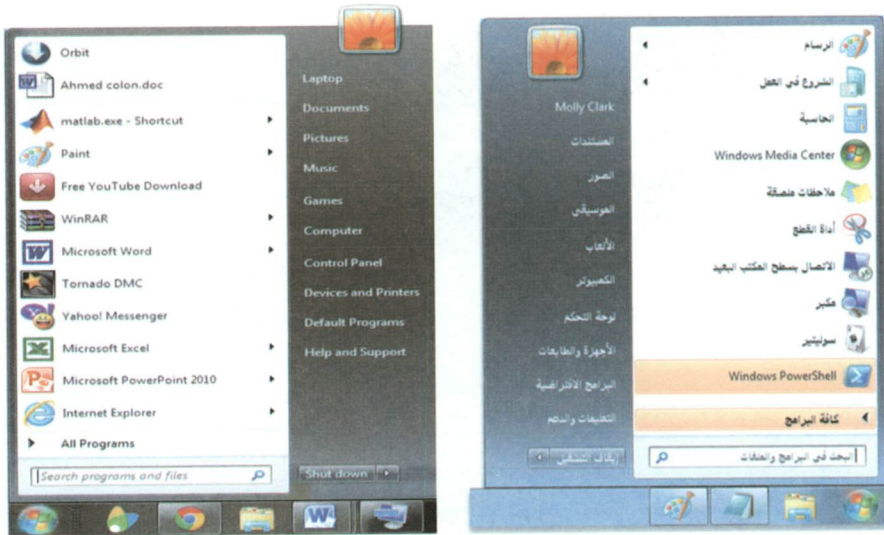 Orbit
Ahmed colon.doc
matlab.exe - Shortcut
Paint
Free YouTube Download
WinRAR
Microsoft Word
Tornado DMC
Yahoo! Messenger
Microsoft Excel
Microsoft PowerPoint 2010
Internet Explorer
All Programs
Search programs and files
Laptop
Documents
Pictures
Music
Games
Computer
Control Panel
Devices and Printers
Default Programs
Help and Support
Shut down
الرسام
الشروع في العمل
الحاسبة
Windows Media Center
ملاحظات ملصقة
أداة القطع
الاتصال بسطح المكتب البعيد
مكبر
سوليتير
Windows PowerShell
كافة البرامج
البحث في البرامج والملفات
Molly Clark
المستندات
الصور
الموسيقى
الألعاب
الكمبيوتر
لوحة التحكم
الأجهزة والطابعات
البرامج الافتراضية
التعليمات والدعم
إيقاف التشغيل